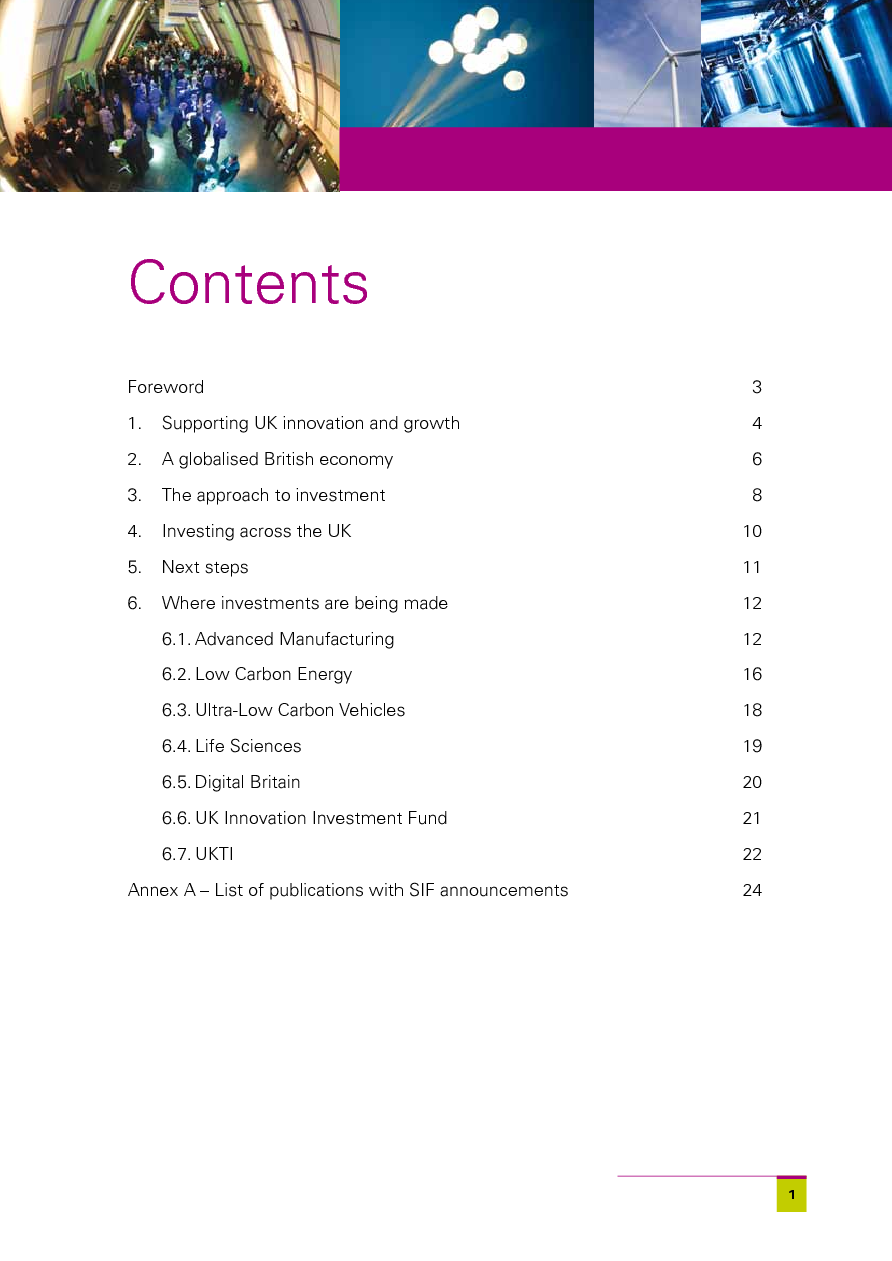 Contents
Foreword 3
1. Supporting UK innovation and growth 4
2. A globalised British economy 6
3. The approach to investment 8
4. Investing across the UK 10
5. Next steps 11
6. Where investments are being made 12
6.1. Advanced Manufacturing 12
6.2. Low Carbon Energy 16
6.3. Ultra-Low Carbon Vehicles 18
6.4. Life Sciences 19
6.5. Digital Britain 20
6.6. UK Innovation Investment Fund 21
6.7. UKTI 22
Annex A – List of publications with SIF announcements 24
1